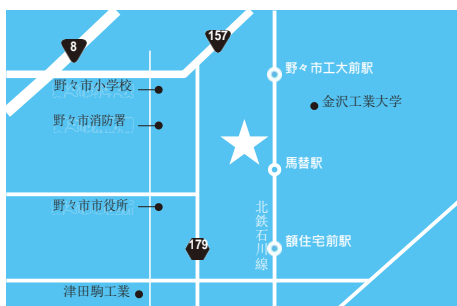 157
8
野々市工大前駅
野々市小学校
金沢工業大学
野々市消防署
馬替駅
野々市市役所
北鉄石川線
179
額住宅前駅
津田駒工業